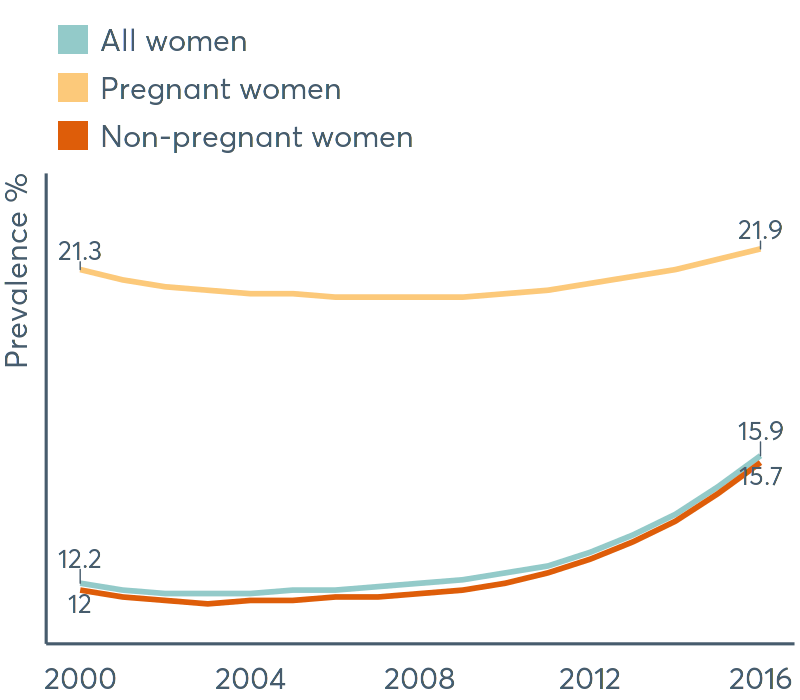 All women
Pregnant women
Non-pregnant women
Prevalence %
21.3
21.9
15.9
15.7
12.2
12
2000 2004 2008 2012 2016